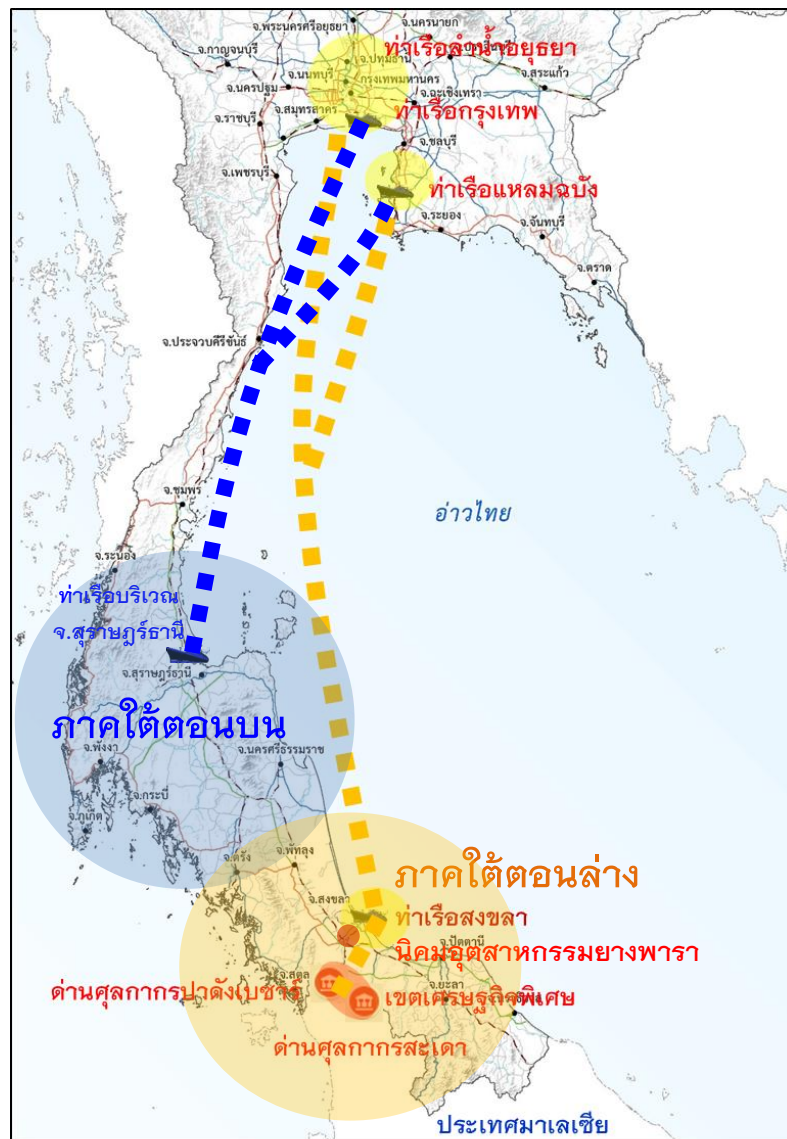 จ.พระนครศรีอยุธยา
จ.นครนายก
จ.กาญจนบุรี
ท่าเรือลำน้ำอยุธยา
จ.ปทุมธานี
จ.นนทบุรี
กรุงเทพมหานคร
จ.สระแก้ว
จ.นครปฐม
จ.ฉะเชิงเทรา
จ.สมุทรสาคร
ท่าเรือกรุงเทพ
จ.ราชบุรี
จ.ชลบุรี
จ.เพชรบุรี
ท่าเรือแหลมฉบัง
จ.ระยอง
จ.จันทบุรี
จ.ตราด
จ.ประจวบคีรีขันธ์
จ.ชุมพร
อ่าวไทย
จ.ระนอง
ท่าเรือบริเวณ
จ.สุราษฎร์ธานี
จ.สุราษฎร์ธานี
ภาคใต้ตอนบน
จ.พังงา
จ.นครศรีธรรมราช
จ.กระบี่
จ.ภูเก็ต
จ.ตรัง
จ.พัทลุง
ภาคใต้ตอนล่าง
จ.สงขลา
ท่าเรือสงขลา
จ.ปัตตานี
นิคมอุตสาหกรรมยางพารา
จ.สตูล
จ.ยะลา
ด่านศุลกากรปาดังเบซาร์
เขตเศรษฐกิจพิเศษ
ด่านศุลกากรสะเดา
ประเทศมาเลเซีย